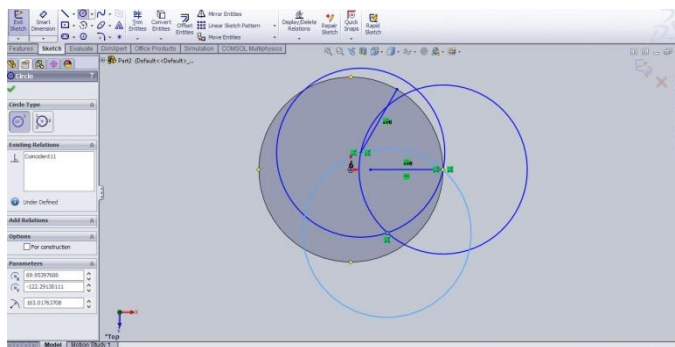 Exit Sketch
Smart Dimension
Trim Entities
Convert Entities
Offset Entities
Mirror Entities
Linear Sketch Pattern
Move Entities
Display/Delete Relations
Repair Sketch
Quick Snaps
Rapid Sketch
Features Sketch Evaluate DimXpert Office Products Simulation COMSOL Multiphysics
Part1 (Default<<Default>_...
Circle ?
Circle Type
Existing Relations
Coincident11
Under Defined
Add Relations
Options
For construction
Parameters
69.95397606
-122.29130111
163.01763708
X
*Top
Model Motion Study 1